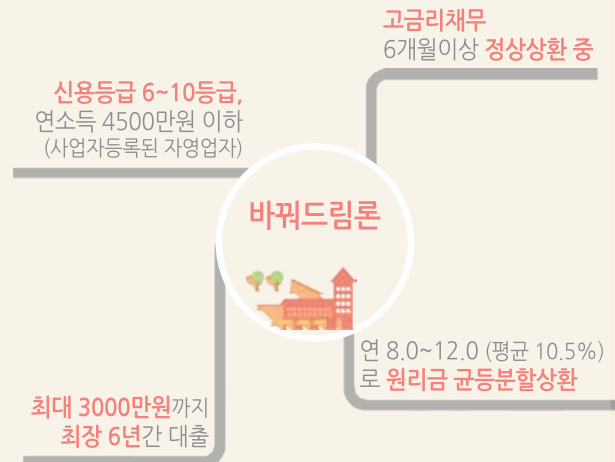 고금리채무
6개월이상 정상상환 중
신용등급 6~10등급,
연소득 4500만원 이하
(사업자등록된 자영업자)
바꿔드림론
연 8.0~12.0 (평균 10.5%)
로 원리금 균등분할상환
최대 3000만원까지
최장 6년간 대출